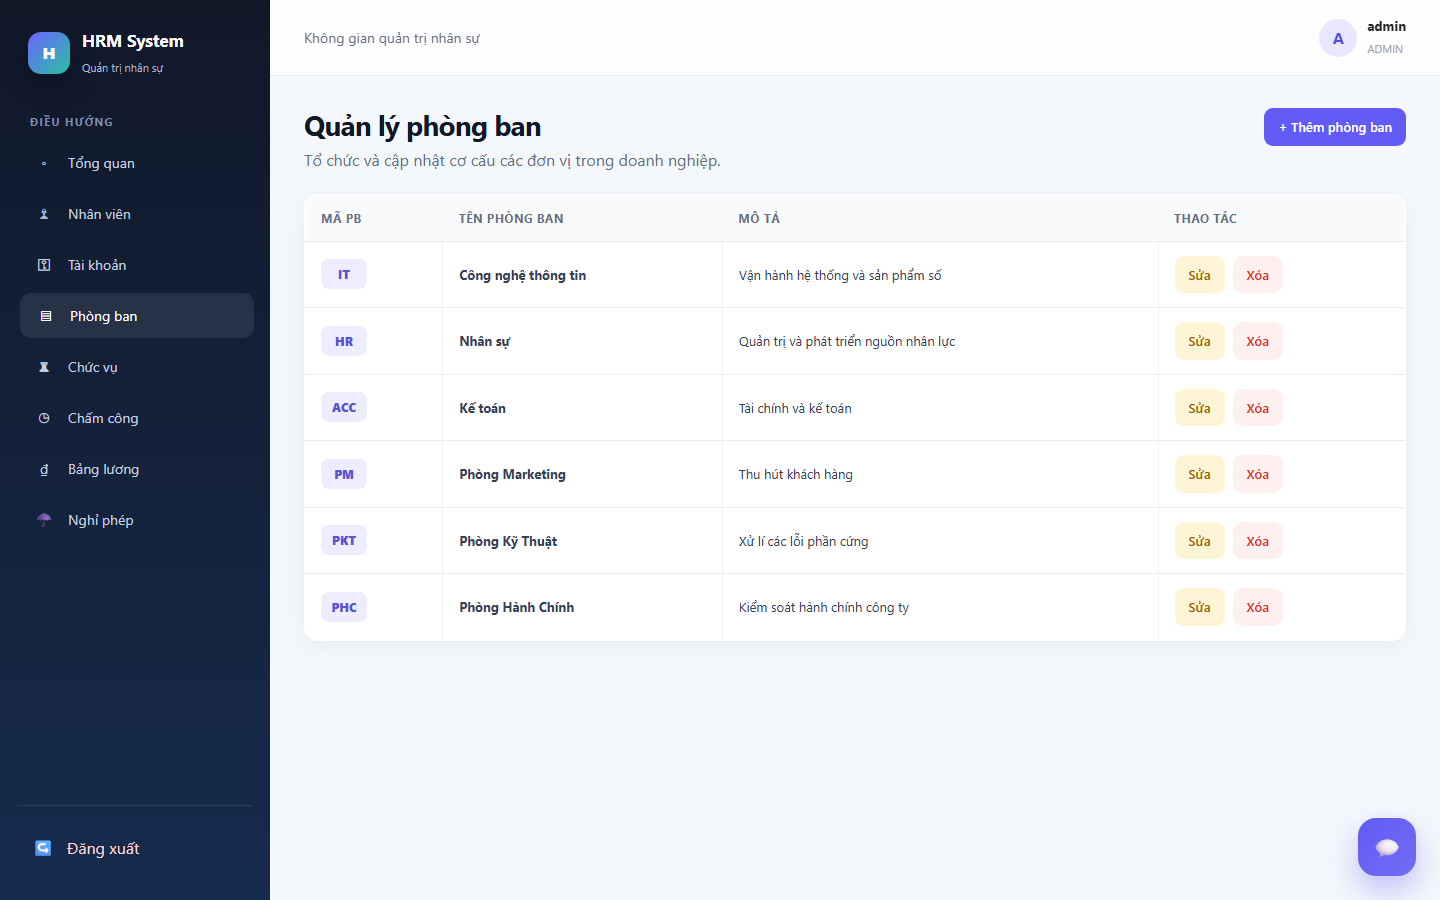 H
HRM System
Quản trị nhân sự
ĐIỀU HƯỚNG
Tổng quan
Nhân viên
Tài khoản
Phòng ban
Chức vụ
Chấm công
₫ Bảng lương
Nghỉ phép
Đăng xuất
Không gian quản trị nhân sự
A
admin
ADMIN
Quản lý phòng ban
Tổ chức và cập nhật cơ cấu các đơn vị trong doanh nghiệp.
+ Thêm phòng ban
MÃ PB TÊN PHÒNG BAN MÔ TẢ THAO TÁC
IT Công nghệ thông tin Vận hành hệ thống và sản phẩm số Sửa Xóa
HR Nhân sự Quản trị và phát triển nguồn nhân lực Sửa Xóa
ACC Kế toán Tài chính và kế toán Sửa Xóa
PM Phòng Marketing Thu hút khách hàng Sửa Xóa
PKT Phòng Kỹ Thuật Xử lí các lỗi phần cứng Sửa Xóa
PHC Phòng Hành Chính Kiểm soát hành chính công ty Sửa Xóa